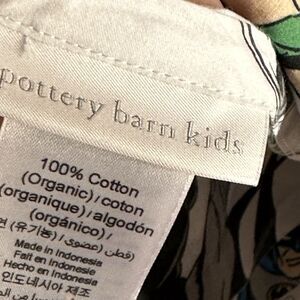 pottery barn kids
100% Cotton
(Organic) / coton
(organique) / algodón
(orgánico) /
면 (유기농) / قطن (عضوي)
Made in Indonesia
Fait en Indonésie
Hecho en Indonesia
인도네시아 제조